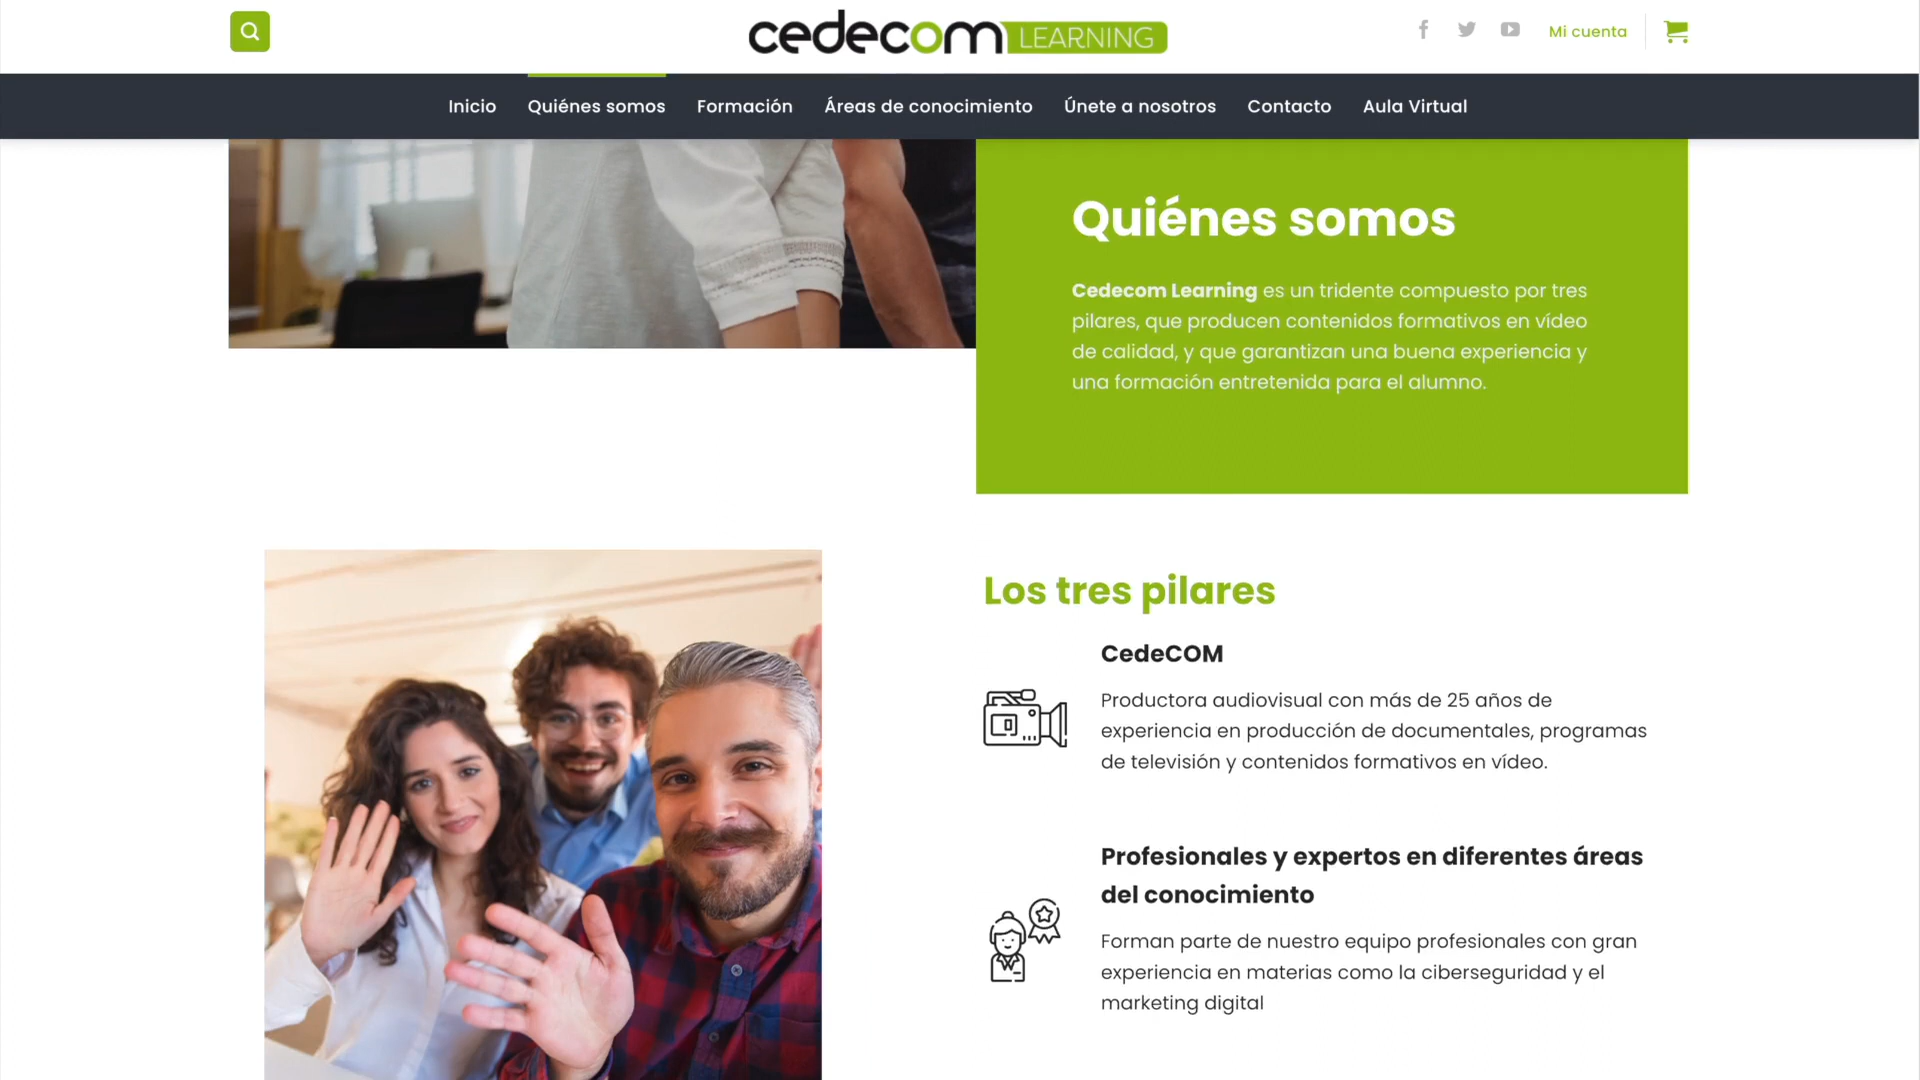 cedecom LEARNING
Mi cuenta
Inicio Quiénes somos Formación Áreas de conocimiento Únete a nosotros Contacto Aula Virtual
Quiénes somos
Cedecom Learning es un tridente compuesto por tres
pilares, que producen contenidos formativos en vídeo
de calidad, y que garantizan una buena experiencia y
una formación entretenida para el alumno.
Los tres pilares
CedeCOM
Productora audiovisual con más de 25 años de
experiencia en producción de documentales, programas
de televisión y contenidos formativos en vídeo.
Profesionales y expertos en diferentes áreas
del conocimiento
Forman parte de nuestro equipo profesionales con gran
experiencia en materias como la ciberseguridad y el
marketing digital